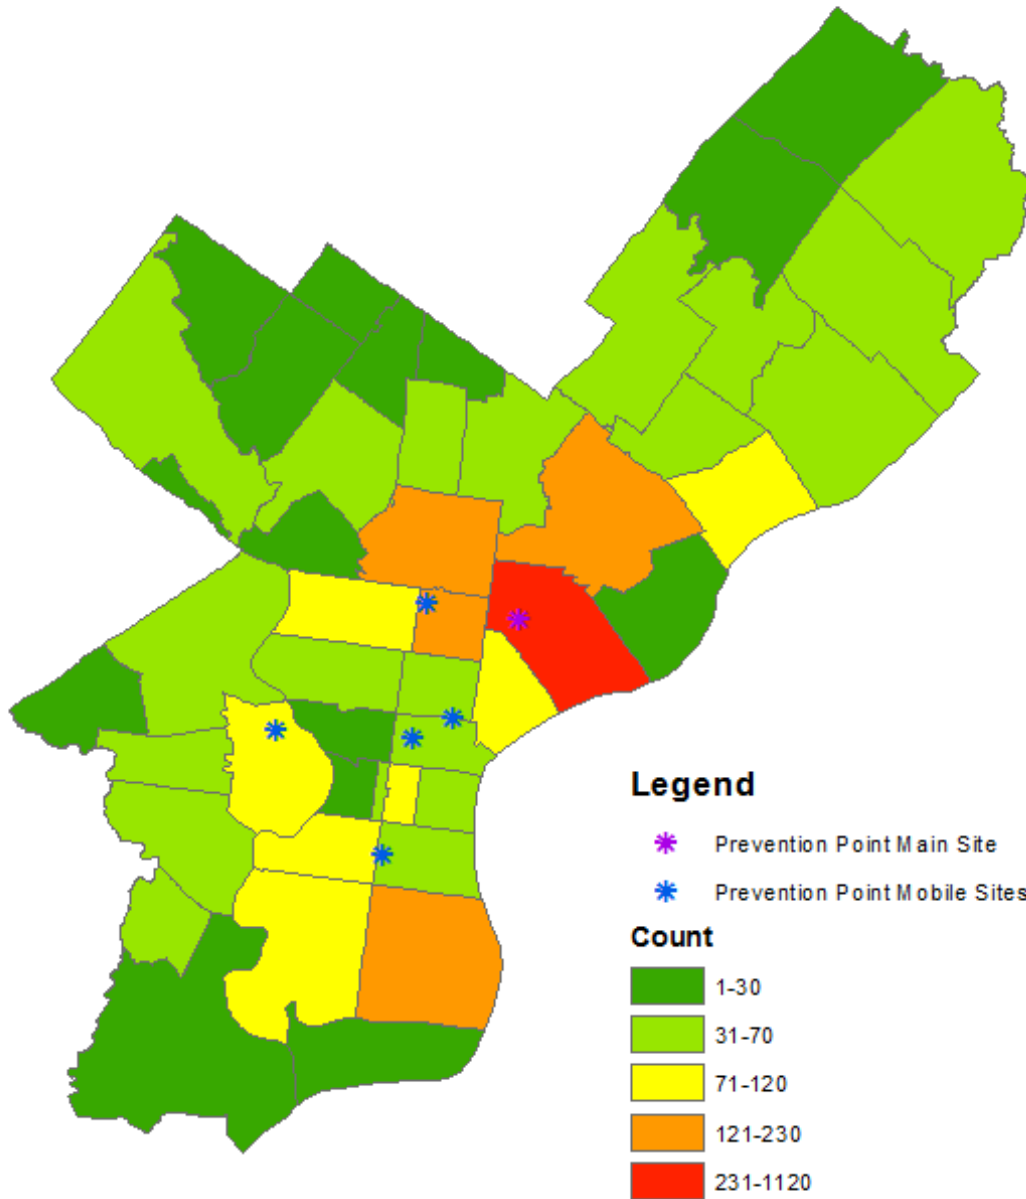 Legend
Prevention Point Main Site
Prevention Point Mobile Sites
Count
1-30
31-70
71-120
121-230
231-1120